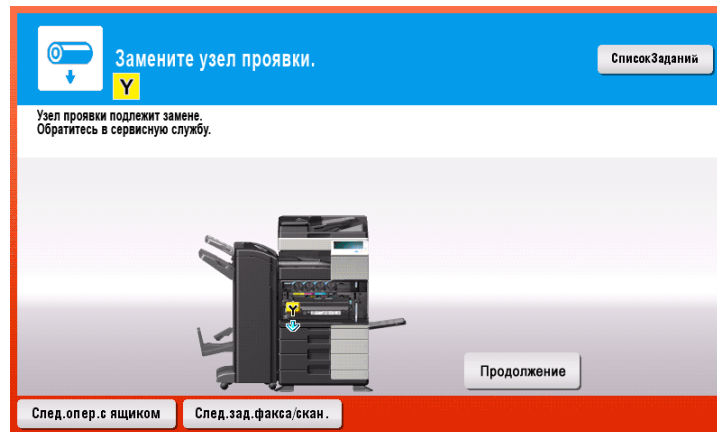 Замените узел проявки.
Y
СписокЗаданий
Узел проявки подлежит замене.
Обратитесь в сервисную службу.
Y
Продолжение
След.опер.с ящиком
След.зад.факса/скан.